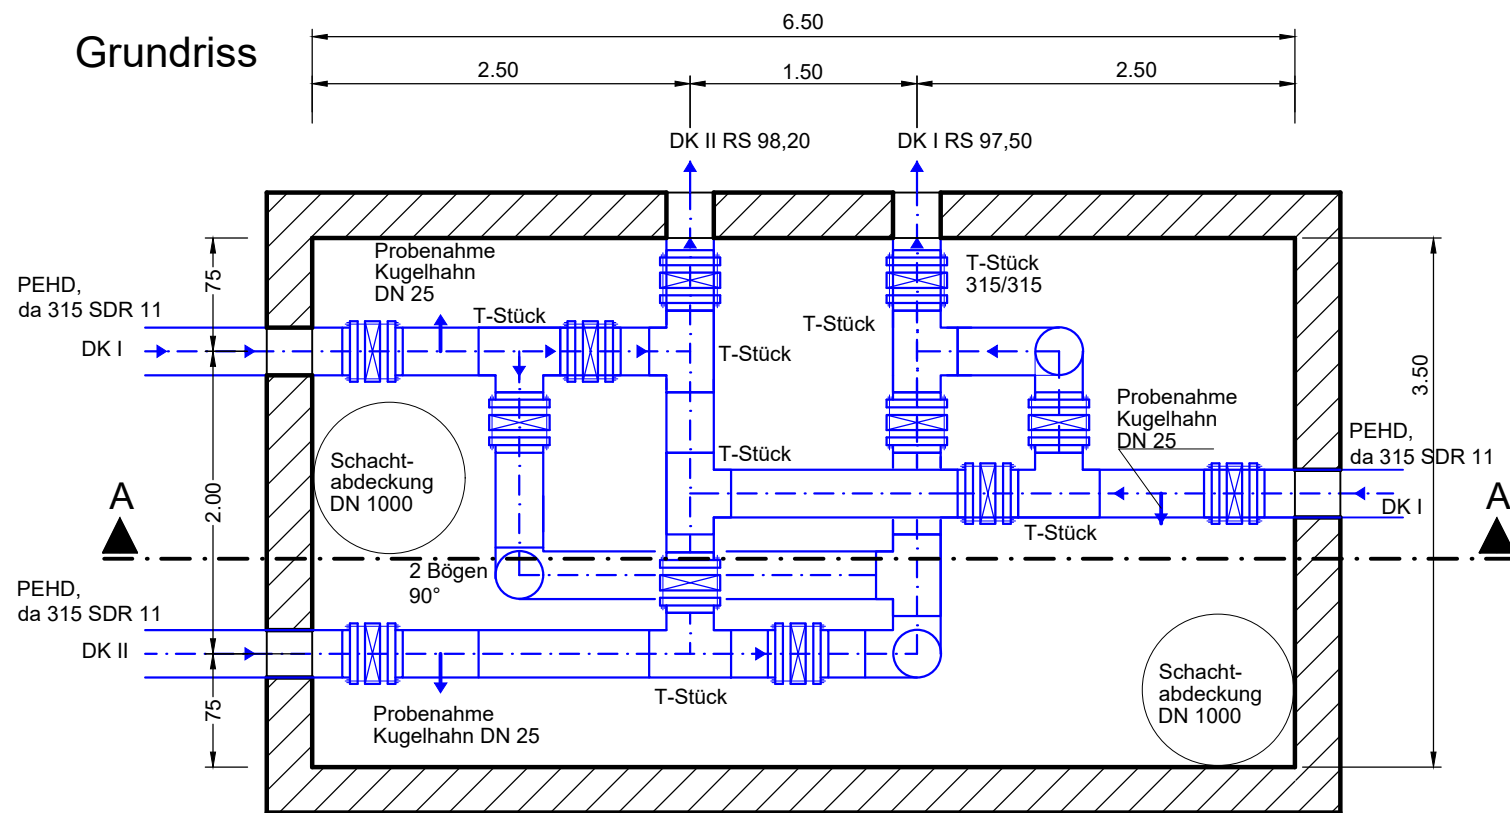 Grundriss
6.50
2.50
1.50
2.50
DK II RS 98,20
DK I RS 97,50
75
2.00
75
3.50
PEHD,
da 315 SDR 11
DK I
Probenahme
Kugelhahn
DN 25
T-Stück
T-Stück
T-Stück
T-Stück
315/315
T-Stück
Probenahme
Kugelhahn
DN 25
PEHD,
da 315 SDR 11
DK I
Schacht-
abdeckung
DN 1000
A
A
T-Stück
2 Bögen
90°
PEHD,
da 315 SDR 11
DK II
T-Stück
Probenahme
Kugelhahn DN 25
Schacht-
abdeckung
DN 1000